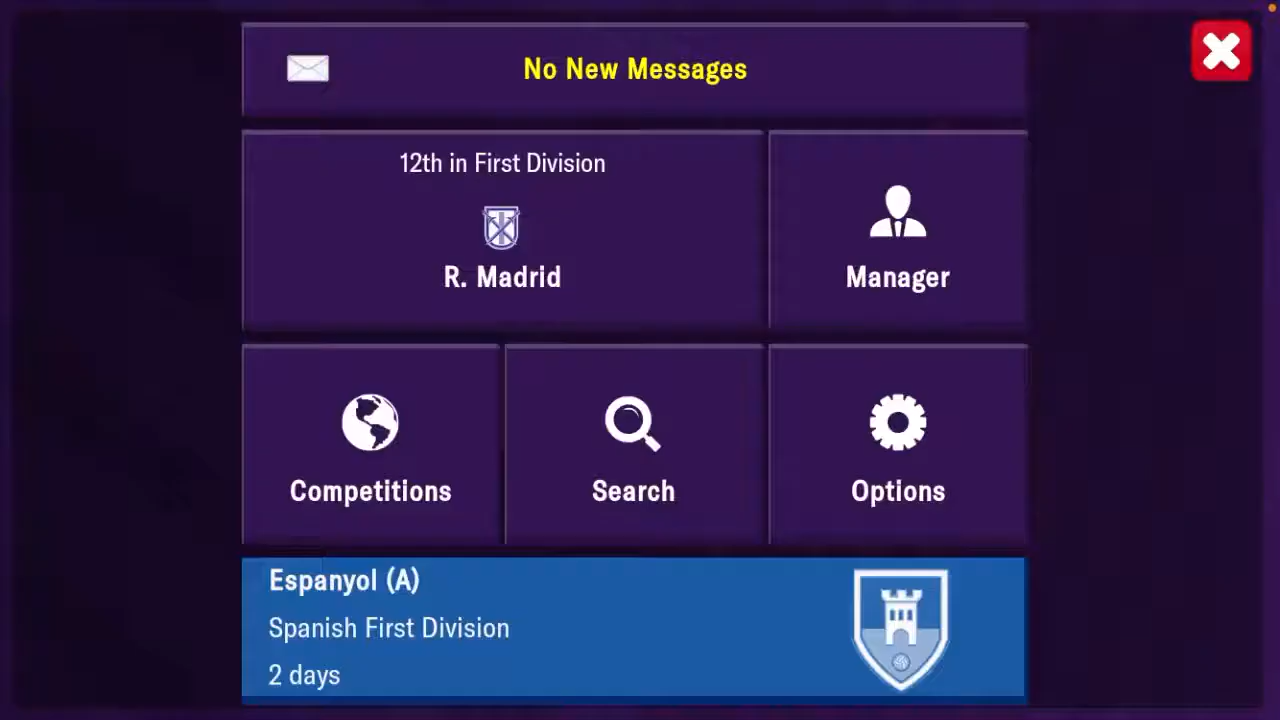 No New Messages
12th in First Division
R. Madrid
Manager
Competitions
Search
Options
Espanyol (A)
Spanish First Division
2 days